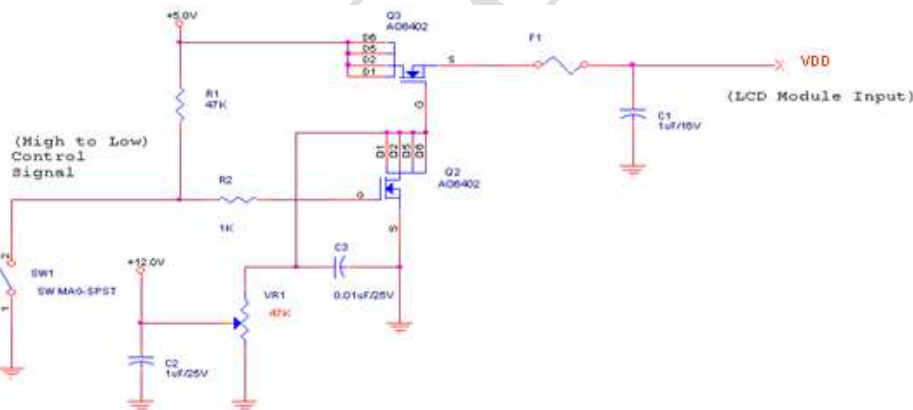 +5.0V
Q3
AO6402
D6
D5
D2
D1
S
G
F1
VDD
(LCD Module Input)
C1
1uF/16V
R1
47K
(High to Low)
Control
Signal
D1
D2
D5
D6
Q2
AO6402
R2
1K
G
S
2
SW1
SW MAG-SPST
1
+12.0V
C3
0.01uF/25V
VR1
47K
C2
1uF/25V